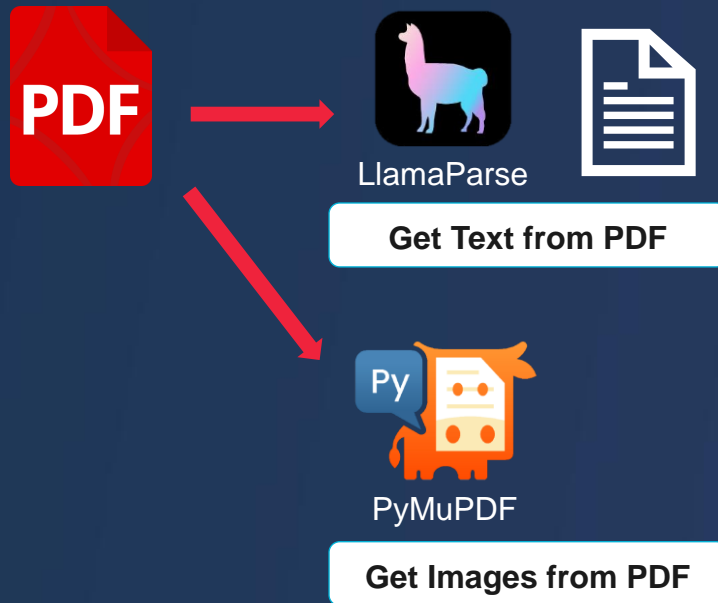 PDF
LlamaParse
Get Text from PDF
Py
PyMuPDF
Get Images from PDF